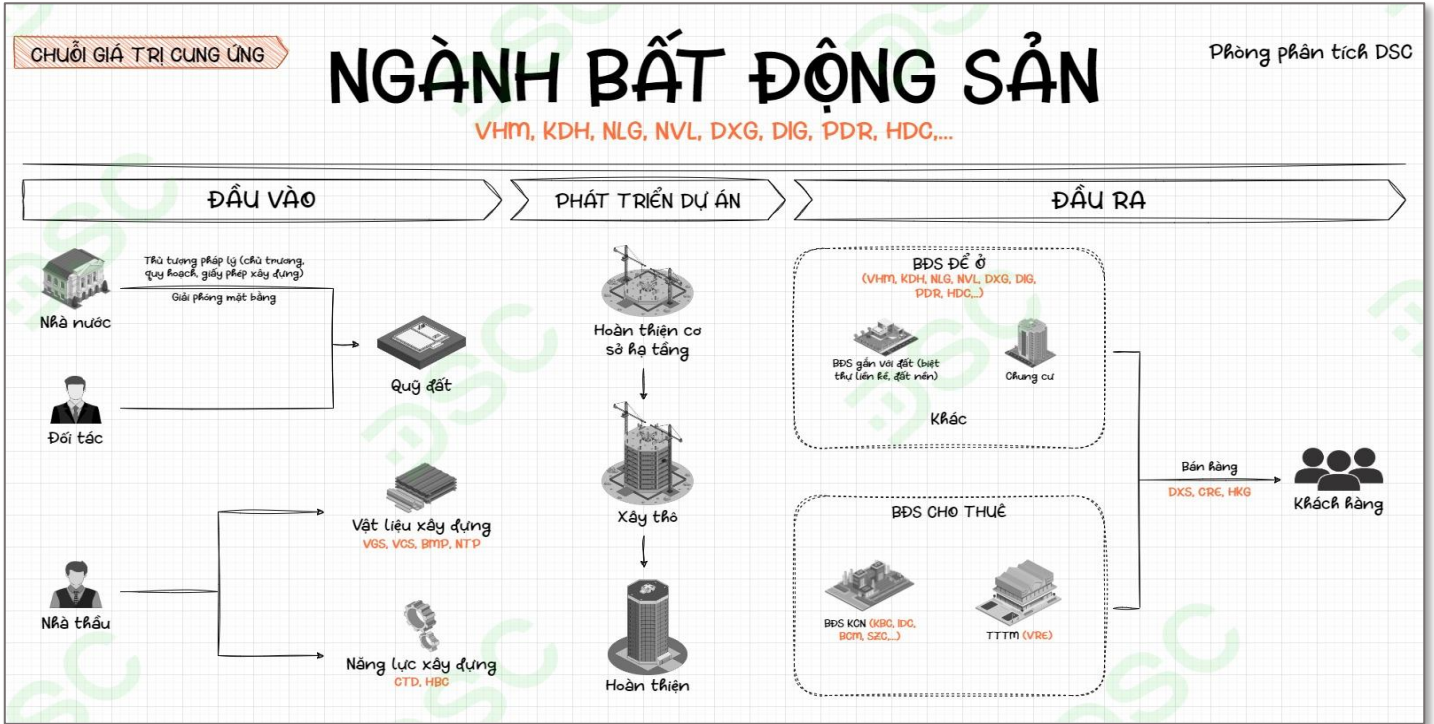 CHUỖI GIÁ TRỊ CUNG ỨNG
NGÀNH BẤT ĐỘNG SẢN
Phòng phân tích DSC
VHM, KDH, NLG, NVL, DXG, DIG, PDR, HDC,...
ĐẦU VÀO
PHÁT TRIỂN DỰ ÁN
ĐẦU RA
Thủ tượng pháp lý (chủ trương,
quy hoạch, giấy phép xây dựng)
Giải phóng mặt bằng
Nhà nước
Quỹ đất
Đối tác
Vật liệu xây dựng
VGS, VCS, BMP, NTP
Nhà thầu
Năng lực xây dựng
CTD, HBC
Hoàn thiện cơ
sở hạ tầng
Xây thô
Hoàn thiện
BĐS ĐỂ Ở
(VHM, KDH, NLG, NVL, DXG, DIG,
PDR, HDC,...)
BĐS gắn với đất (biệt
thự liền kề, đất nền)
Chung cư
Khác
BĐS CHO THUÊ
BĐS KCN (KBC, IDC,
BCM, SZC,...)
TTTM (VRE)
Bán hàng
DXS, CRE, HKG
Khách hàng
DSC
DSC
DSC
DSC
DSC